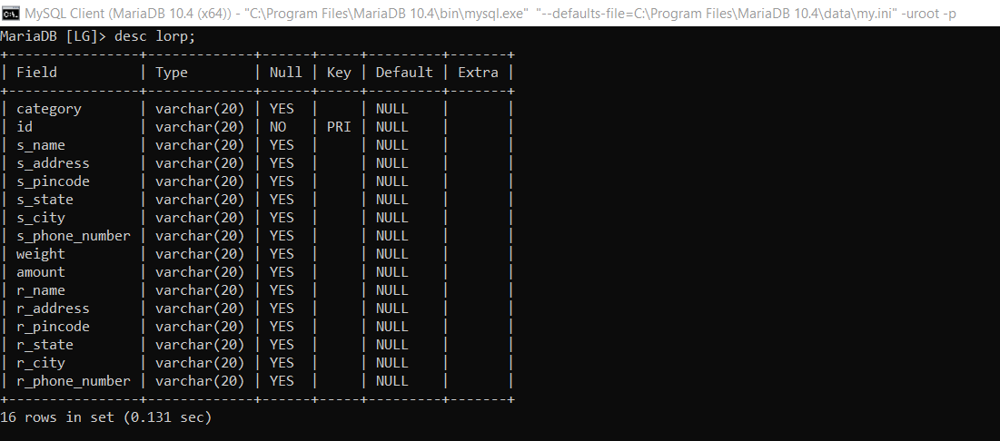 MySQL Client (MariaDB 10.4 (x64)) - "C:\Program Files\MariaDB 10.4\bin\mysql.exe"  "--defaults-file=C:\Program Files\MariaDB 10.4\data\my.ini" -uroot -p
MariaDB [LG]> desc lorp;
+----------------+-------------+------+-----+---------+-------+
| Field          | Type        | Null | Key | Default | Extra |
+----------------+-------------+------+-----+---------+-------+
| category       | varchar(20) | YES  |     | NULL    |       |
| id             | varchar(20) | NO   | PRI | NULL    |       |
| s_name         | varchar(20) | YES  |     | NULL    |       |
| s_address      | varchar(20) | YES  |     | NULL    |       |
| s_pincode      | varchar(20) | YES  |     | NULL    |       |
| s_state        | varchar(20) | YES  |     | NULL    |       |
| s_city         | varchar(20) | YES  |     | NULL    |       |
| s_phone_number | varchar(20) | YES  |     | NULL    |       |
| weight         | varchar(20) | YES  |     | NULL    |       |
| amount         | varchar(20) | YES  |     | NULL    |       |
| r_name         | varchar(20) | YES  |     | NULL    |       |
| r_address      | varchar(20) | YES  |     | NULL    |       |
| r_pincode      | varchar(20) | YES  |     | NULL    |       |
| r_state        | varchar(20) | YES  |     | NULL    |       |
| r_city         | varchar(20) | YES  |     | NULL    |       |
| r_phone_number | varchar(20) | YES  |     | NULL    |       |
+----------------+-------------+------+-----+---------+-------+
16 rows in set (0.131 sec)